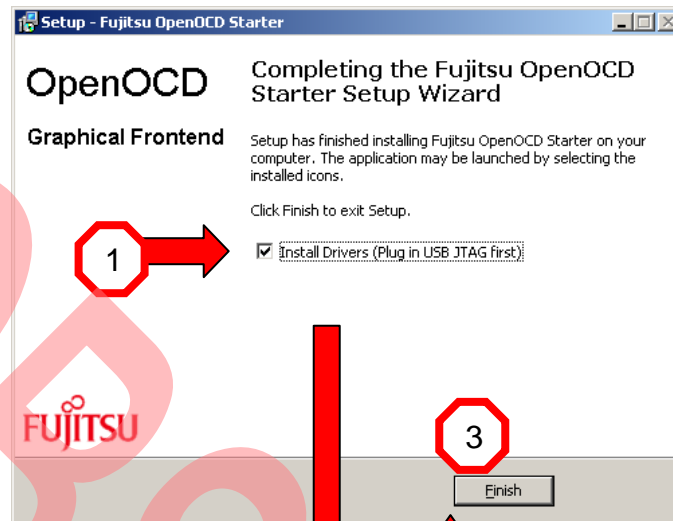 Setup - Fujitsu OpenOCD Starter
OpenOCD
Graphical Frontend
Completing the Fujitsu OpenOCD
Starter Setup Wizard
Setup has finished installing Fujitsu OpenOCD Starter on your
computer. The application may be launched by selecting the
installed icons.
Click Finish to exit Setup.
1
Install Drivers (Plug in USB JTAG first)
FUJITSU
3
Finish